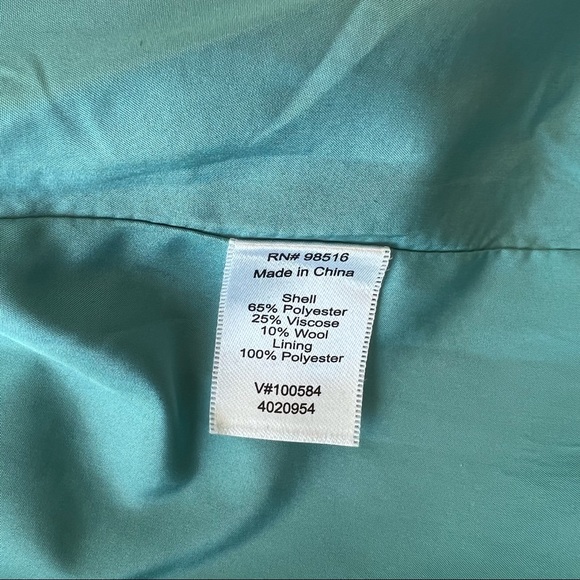 RN# 98516
Made in China
Shell
65% Polyester
25% Viscose
10% Wool
Lining
100% Polyester
V#100584
4020954